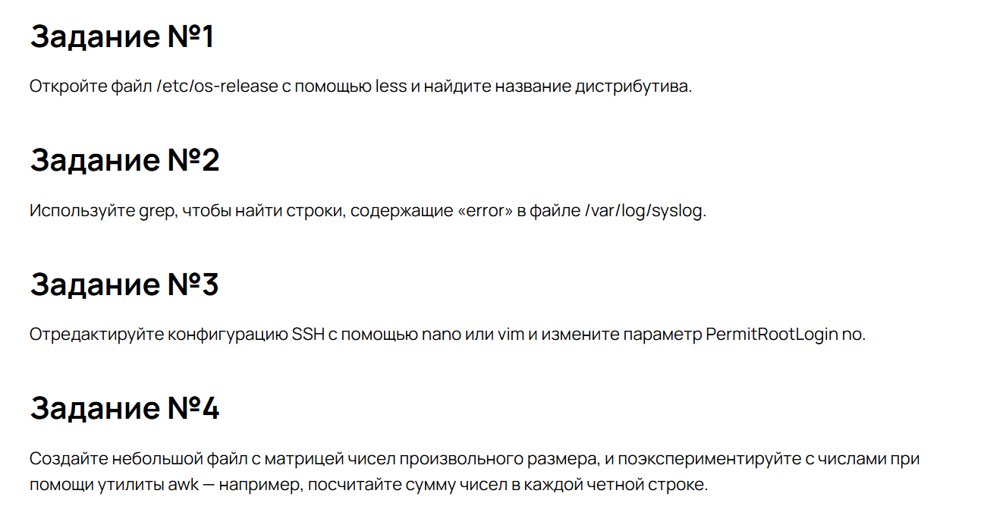 Задание №1
Откройте файл /etc/os-release с помощью less и найдите название дистрибутива.
Задание №2
Используйте grep, чтобы найти строки, содержащие «error» в файле /var/log/syslog.
Задание №3
Отредактируйте конфигурацию SSH с помощью nano или vim и измените параметр PermitRootLogin no.
Задание №4
Создайте небольшой файл с матрицей чисел произвольного размера, и поэкспериментируйте с числами при
помощи утилиты awk — например, посчитайте сумму чисел в каждой четной строке.